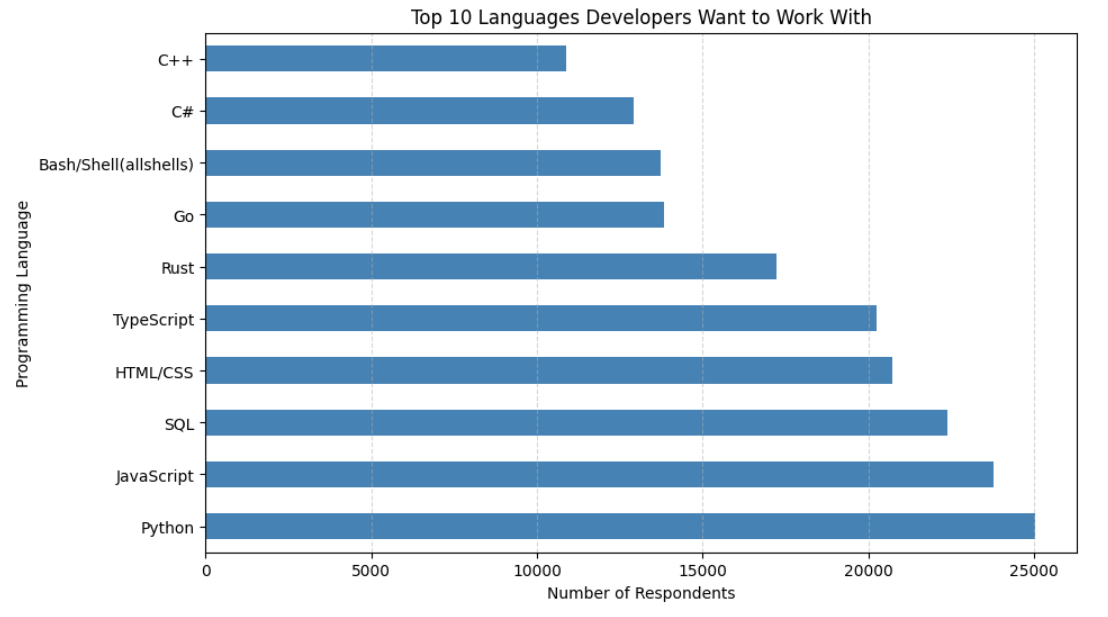 Top 10 Languages Developers Want to Work With
C++
C#
Bash/Shell(allshells)
Go
Rust
TypeScript
HTML/CSS
SQL
JavaScript
Python
Programming Language
0 5000 10000 15000 20000 25000
Number of Respondents